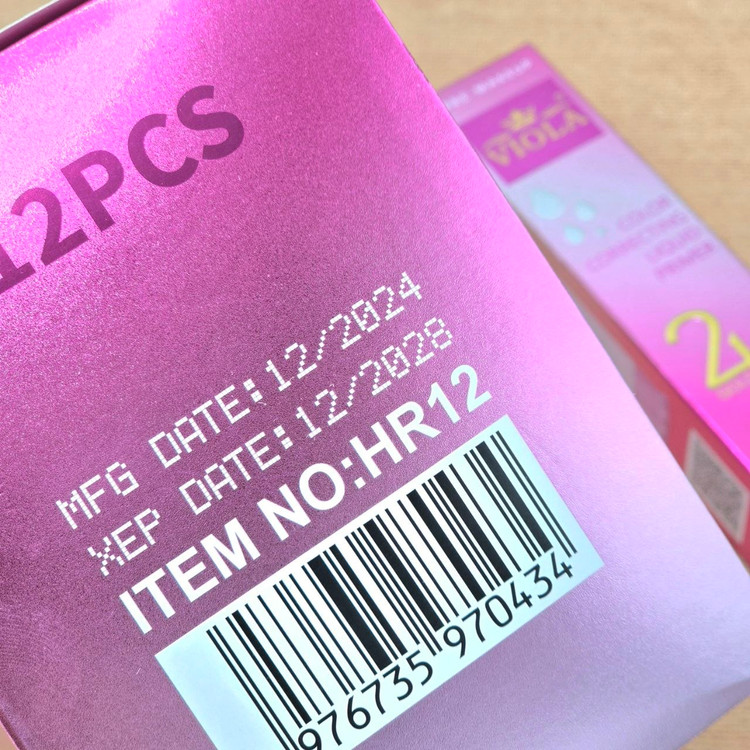 12PCS
MFG DATE:12/2024
XEP DATE:12/2028
ITEM NO:HR12
976735 970434
VIOLA
COLOR
CORRECTING
LIQUID
PRIMER